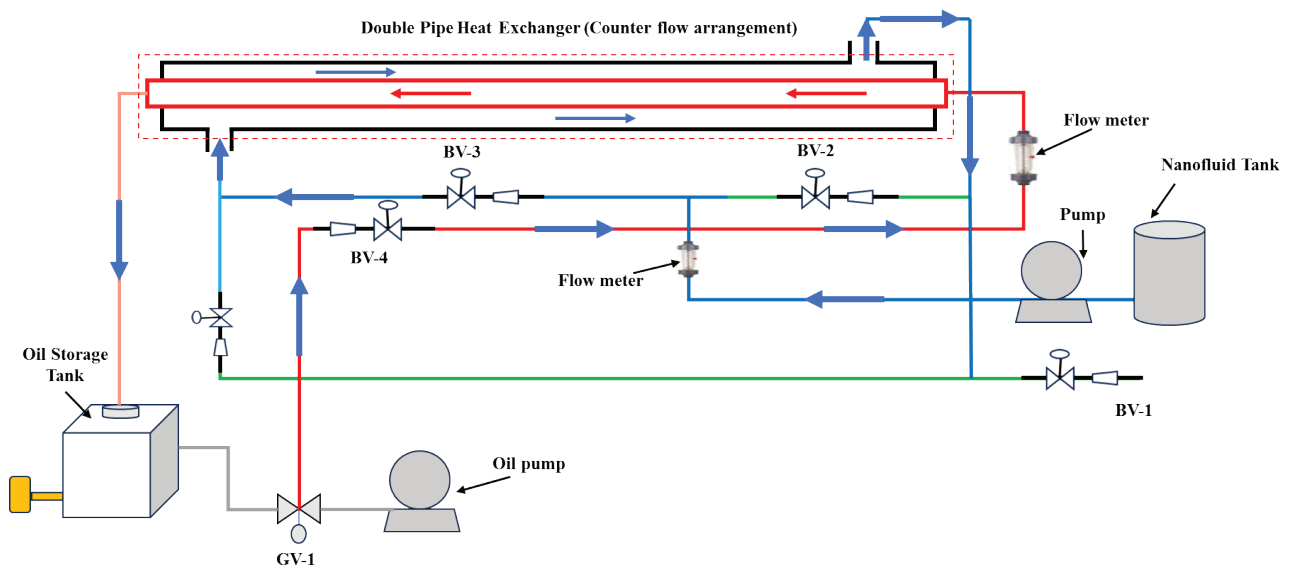 Double Pipe Heat Exchanger (Counter flow arrangement)
Flow meter
BV-3
BV-2
Nanofluid Tank
Pump
BV-4
Flow meter
Oil Storage
Tank
BV-1
Oil pump
GV-1